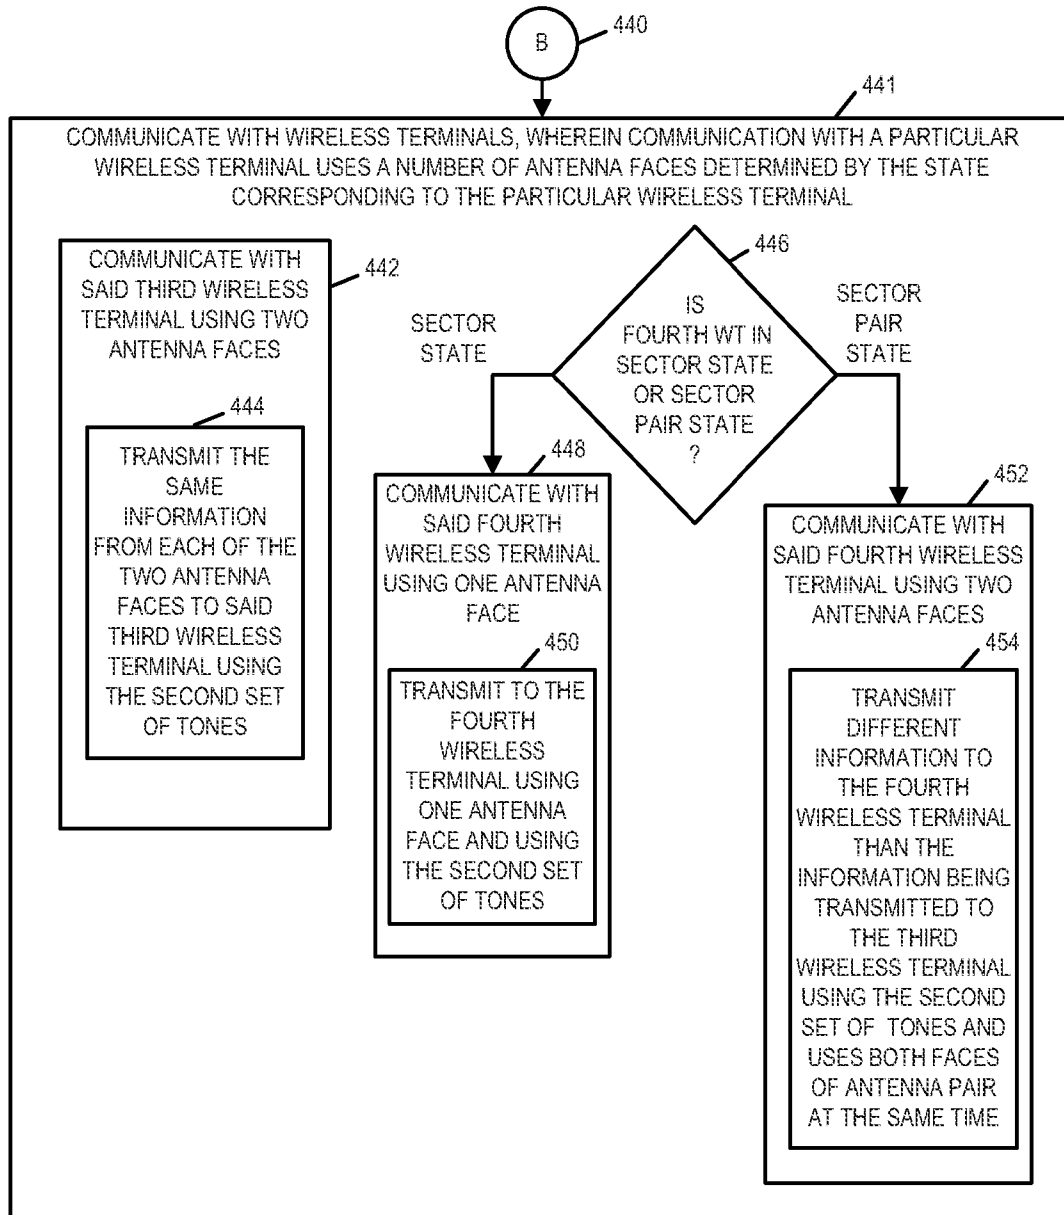 B
440
441
COMMUNICATE WITH WIRELESS TERMINALS, WHEREIN COMMUNICATION WITH A PARTICULAR
WIRELESS TERMINAL USES A NUMBER OF ANTENNA FACES DETERMINED BY THE STATE
CORRESPONDING TO THE PARTICULAR WIRELESS TERMINAL
COMMUNICATE WITH
SAID THIRD WIRELESS
TERMINAL USING TWO
ANTENNA FACES
442
444
TRANSMIT THE
SAME
INFORMATION
FROM EACH OF THE
TWO ANTENNA
FACES TO SAID
THIRD WIRELESS
TERMINAL USING
THE SECOND SET
OF TONES
446
IS
FOURTH WT IN
SECTOR STATE
OR SECTOR
PAIR STATE
?
SECTOR
STATE
SECTOR
PAIR
STATE
448
COMMUNICATE WITH
SAID FOURTH
WIRELESS TERMINAL
USING ONE ANTENNA
FACE
450
TRANSMIT TO THE
FOURTH
WIRELESS
TERMINAL USING
ONE ANTENNA
FACE AND USING
THE SECOND SET
OF TONES
452
COMMUNICATE WITH
SAID FOURTH WIRELESS
TERMINAL USING TWO
ANTENNA FACES
454
TRANSMIT
DIFFERENT
INFORMATION TO
THE FOURTH
WIRELESS TERMINAL
THAN THE
INFORMATION BEING
TRANSMITTED TO
THE THIRD
WIRELESS TERMINAL
USING THE SECOND
SET OF TONES AND
USES BOTH FACES
OF ANTENNA PAIR
AT THE SAME TIME